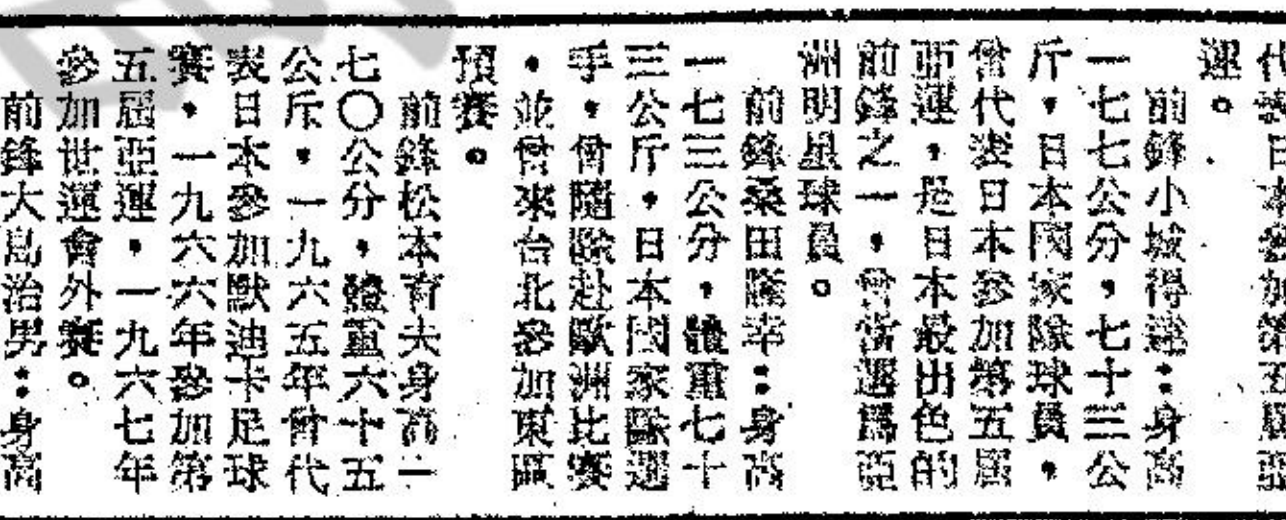 代表日本參加第五屆亞
運。
前鋒小城得達：身高
一七七公分，七十三公
斤，日本國家隊球員，
曾代表日本參加第五屆
亞運，是日本最出色的
前鋒之一，曾當選爲亞
洲明星球員。
前鋒桑田隆幸：身高
一七三公分，體重七十
三公斤，日本國家隊選
手，曾隨隊赴歐洲比賽
，並曾來台北參加東區
預賽。
前鋒松本育夫身高一
七〇公分，體重六十五
公斤，一九六五年曾代
表日本參加默迪卡足球
賽，一九六六年參加第
五屆亞運，一九六七年
參加世運會外賽。
前鋒大島治男：身高